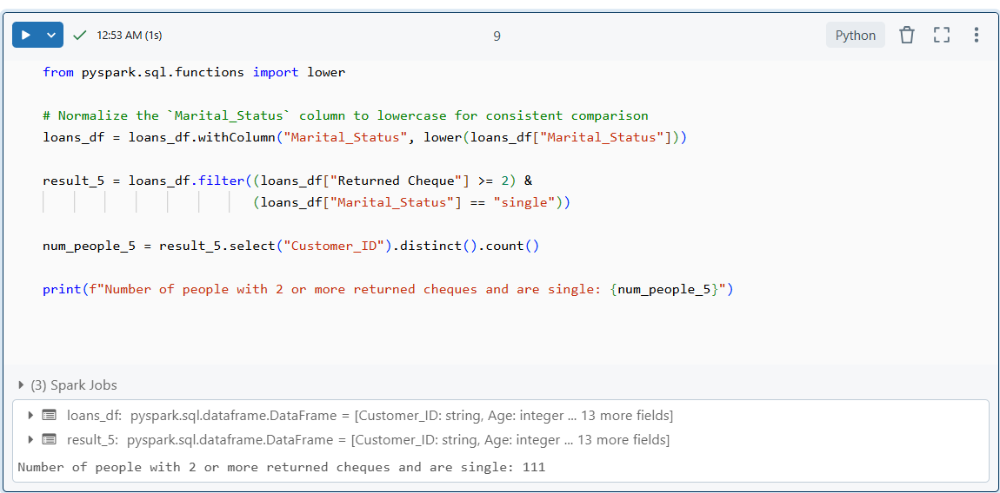 12:53 AM (1s)
9
Python
from pyspark.sql.functions import lower
# Normalize the `Marital_Status` column to lowercase for consistent comparison
loans_df = loans_df.withColumn("Marital_Status", lower(loans_df["Marital_Status"]))
result_5 = loans_df.filter((loans_df["Returned Cheque"] >= 2) &
(loans_df["Marital_Status"] == "single"))
num_people_5 = result_5.select("Customer_ID").distinct().count()
print(f"Number of people with 2 or more returned cheques and are single: {num_people_5}")
(3) Spark Jobs
loans_df: pyspark.sql.dataframe.DataFrame = [Customer_ID: string, Age: integer ... 13 more fields]
result_5: pyspark.sql.dataframe.DataFrame = [Customer_ID: string, Age: integer ... 13 more fields]
Number of people with 2 or more returned cheques and are single: 111